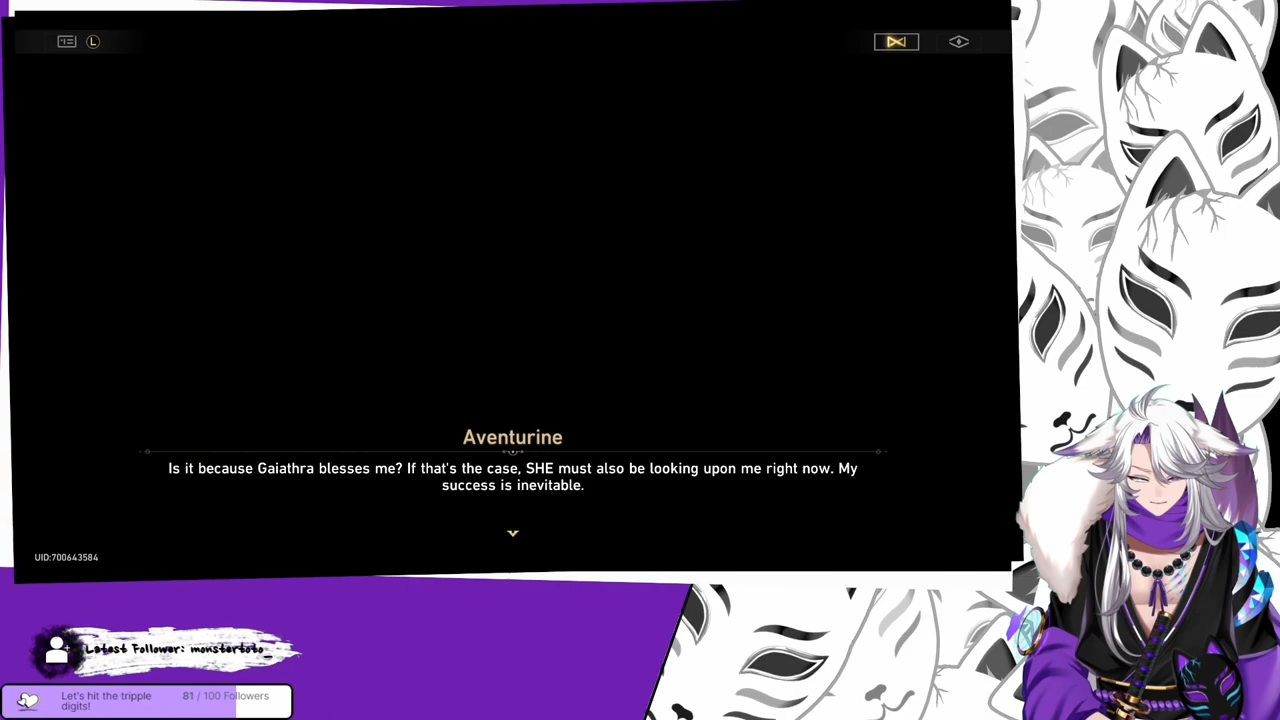 L
Aventurine
Is it because Gaiathra blesses me? If that's the case, SHE must also be looking upon me right now. My
success is inevitable.
UID:700643584
Latest Follower: monstertoto_
Let's hit the tripple
digits!
81 / 100 Followers